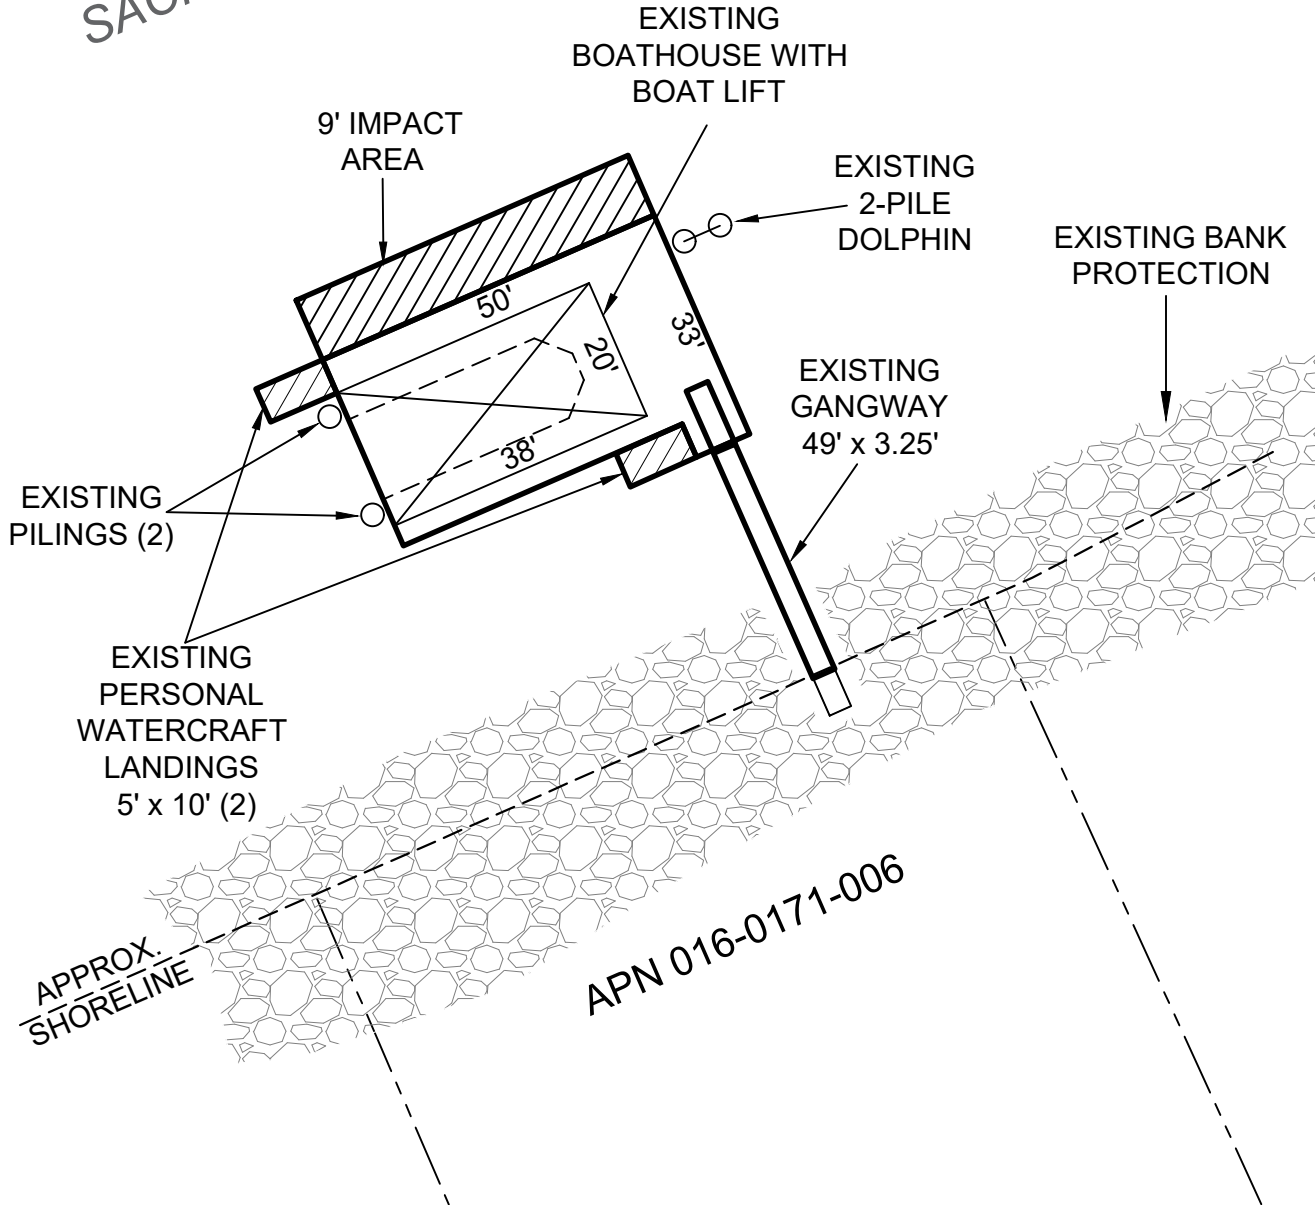 EXISTING
BOATHOUSE WITH
BOAT LIFT
9' IMPACT
AREA
EXISTING
2-PILE
DOLPHIN
EXISTING BANK
PROTECTION
50'
20'
33'
38'
EXISTING
GANGWAY
49' x 3.25'
EXISTING
PILINGS (2)
EXISTING
PERSONAL
WATERCRAFT
LANDINGS
5' x 10' (2)
APN 016-0171-006
APPROX.
SHORELINE